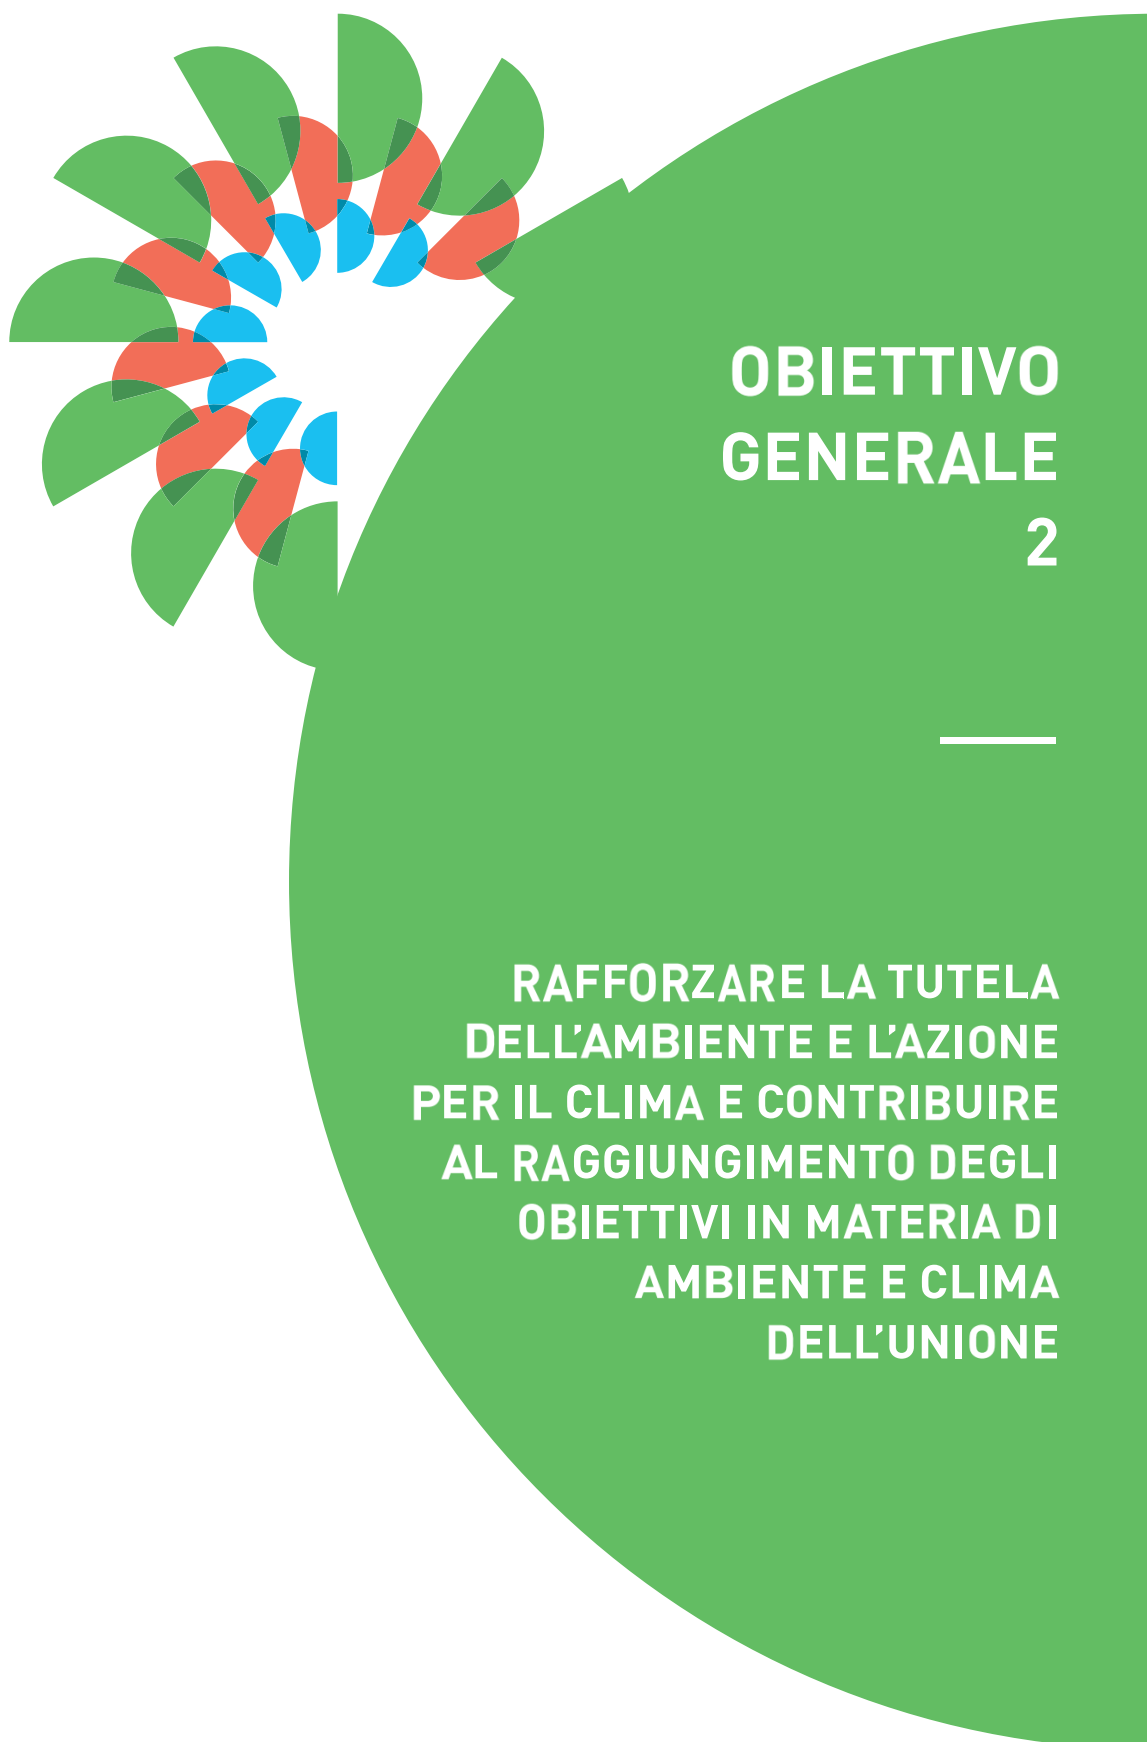 OBIETTIVO
GENERALE
2
RAFFORZARE LA TUTELA
DELL'AMBIENTE E L'AZIONE
PER IL CLIMA E CONTRIBUIRE
AL RAGGIUNGIMENTO DEGLI
OBIETTIVI IN MATERIA DI
AMBIENTE E CLIMA
DELL'UNIONE